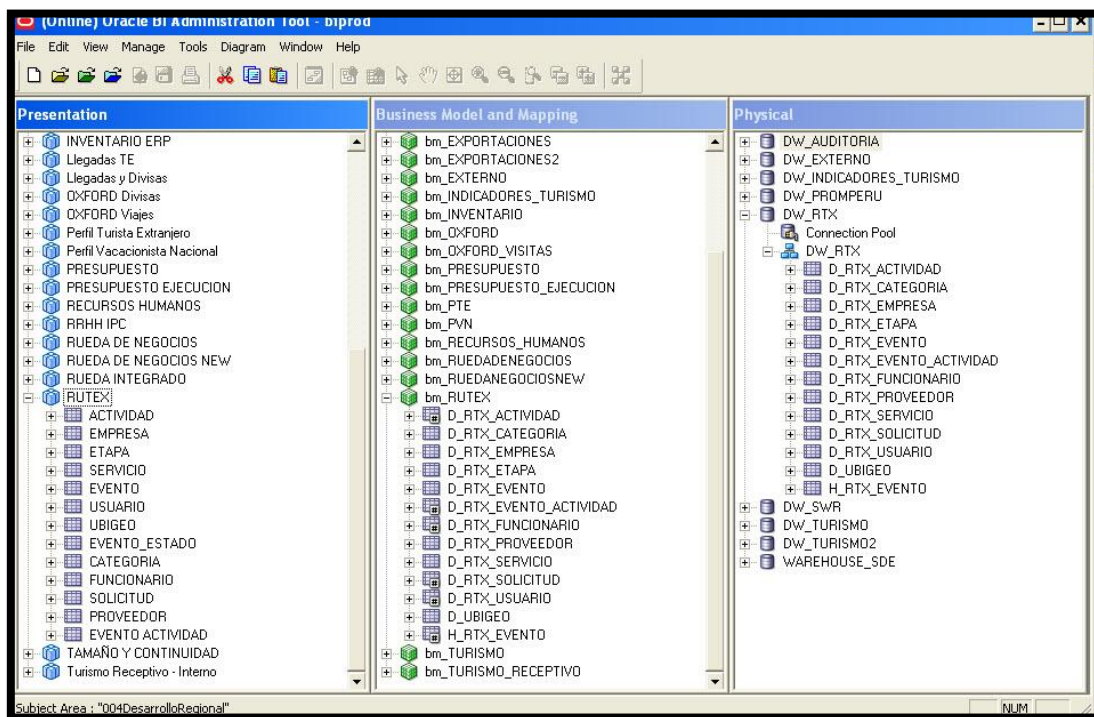 (Online) Oracle BI Administration Tool - biprod
File Edit View Manage Tools Diagram Window Help
Presentation
INVENTARIO ERP
Llegadas TE
Llegadas y Divisas
OXFORD Divisas
OXFORD Viajes
Perfil Turista Extranjero
Perfil Vacacionista Nacional
PRESUPUESTO
PRESUPUESTO EJECUCION
RECURSOS HUMANOS
RRHH IPC
RUEDA DE NEGOCIOS
RUEDA DE NEGOCIOS NEW
RUEDA INTEGRADO
RUTEX
ACTIVIDAD
EMPRESA
ETAPA
SERVICIO
EVENTO
USUARIO
UBIGEO
EVENTO_ESTADO
CATEGORIA
FUNCIONARIO
SOLICITUD
PROVEEDOR
EVENTO ACTIVIDAD
TAMAÑO Y CONTINUIDAD
Turismo Receptivo - Interno
Business Model and Mapping
bm_EXPORTACIONES
bm_EXPORTACIONES2
bm_EXTERNO
bm_INDICADORES_TURISMO
bm_INVENTARIO
bm_OXFORD
bm_OXFORD_VISITAS
bm_PRESUPUESTO
bm_PRESUPUESTO_EJECUCION
bm_PTE
bm_PVN
bm_RECURSOS_HUMANOS
bm_RUEDADENEGOCIOS
bm_RUEDANEGOCIOSNEW
bm_RUTEX
D_RTX_ACTIVIDAD
D_RTX_CATEGORIA
D_RTX_EMPRESA
D_RTX_ETAPA
D_RTX_EVENTO
D_RTX_EVENTO_ACTIVIDAD
D_RTX_FUNCIONARIO
D_RTX_PROVEEDOR
D_RTX_SERVICIO
D_RTX_SOLICITUD
D_RTX_USUARIO
D_UBIGEO
H_RTX_EVENTO
bm_TURISMO
bm_TURISMO_RECEPTIVO
Physical
DW_AUDITORIA
DW_EXTERNO
DW_INDICADORES_TURISMO
DW_PROMPERU
DW_RTX
Connection Pool
DW_RTX
D_RTX_ACTIVIDAD
D_RTX_CATEGORIA
D_RTX_EMPRESA
D_RTX_ETAPA
D_RTX_EVENTO
D_RTX_EVENTO_ACTIVIDAD
D_RTX_FUNCIONARIO
D_RTX_PROVEEDOR
D_RTX_SERVICIO
D_RTX_SOLICITUD
D_RTX_USUARIO
D_UBIGEO
H_RTX_EVENTO
DW_SWR
DW_TURISMO
DW_TURISMO2
WAREHOUSE_SDE
Subject Area : "004DesarrolloRegional"
NUM